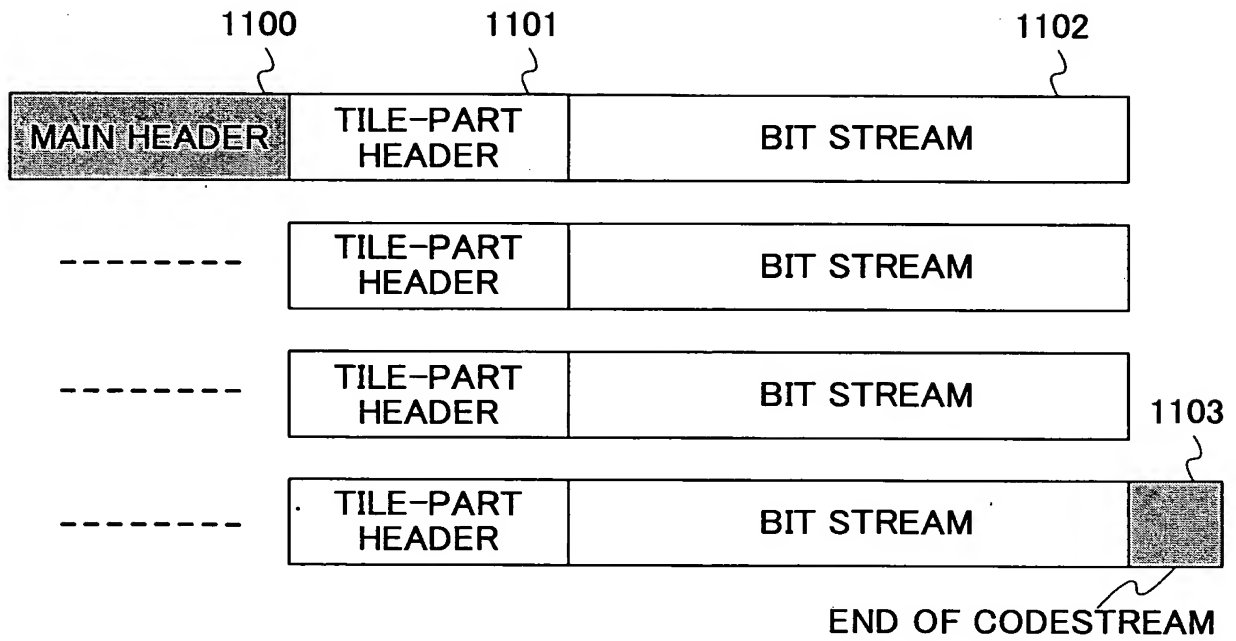 1100 1101 1102
MAIN HEADER TILE-PART HEADER BIT STREAM
TILE-PART HEADER BIT STREAM
TILE-PART HEADER BIT STREAM
1103
TILE-PART HEADER BIT STREAM
END OF CODESTREAM